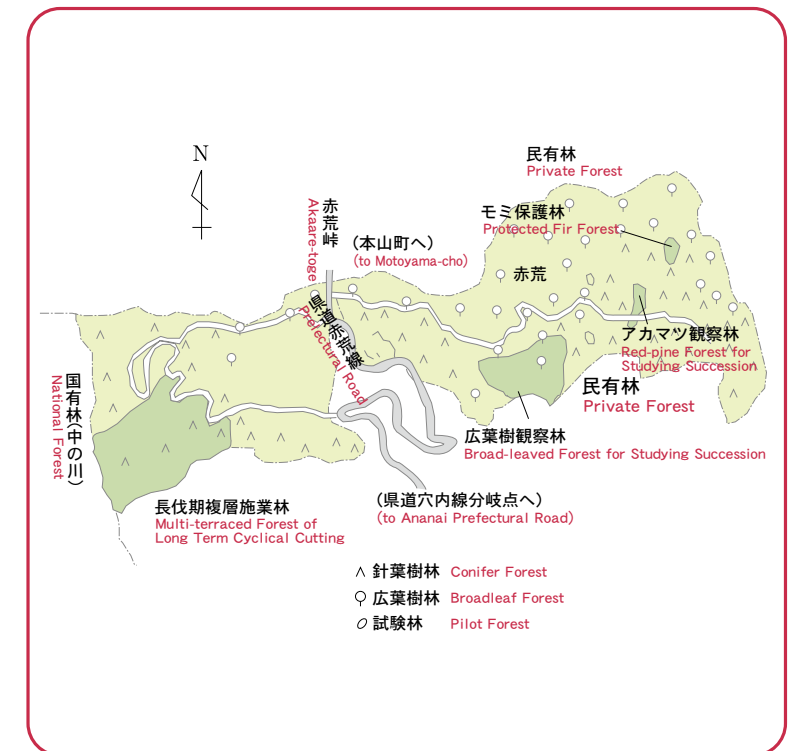 民有林
Private Forest
N
赤荒峠
Akaare-toge
モミ保護林
Protected Fir Forest
(本山町へ)
(to Motoyama-cho)
赤荒
県道赤荒線
Prefectural Road
アカマツ観察林
Red-pine Forest for
Studying Succession
国有林(中の川)
National Forest
民有林
Private Forest
広葉樹観察林
Broad-leaved Forest for Studying Succession
長伐期複層施業林
Multi-terraced Forest of
Long Term Cyclical Cutting
(県道穴内線分岐点へ)
(to Ananai Prefectural Road)
針葉樹林 Conifer Forest
広葉樹林 Broadleaf Forest
試験林 Pilot Forest